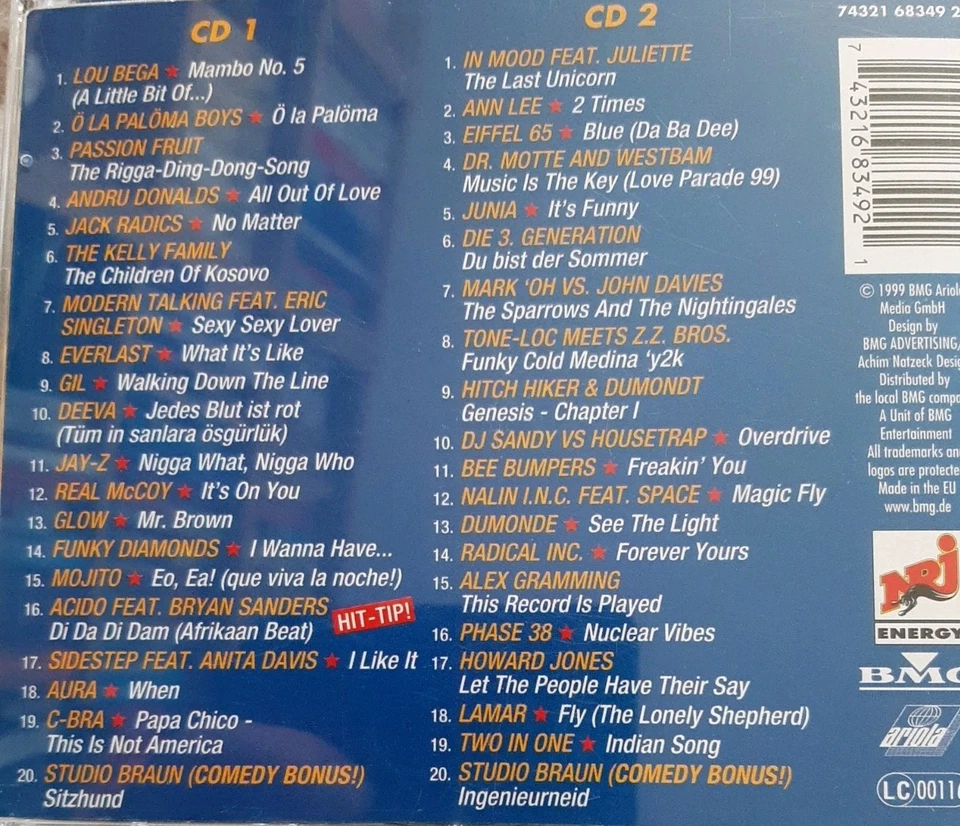 CD 1
1. LOU BEGA ★ Mambo No. 5
(A Little Bit Of...)
2. Ö LA PALÖMA BOYS ★ Ö la Palöma
3. PASSION FRUIT
The Rigga-Ding-Dong-Song
4. ANDRU DONALDS ★ All Out Of Love
5. JACK RADICS ★ No Matter
6. THE KELLY FAMILY
The Children Of Kosovo
7. MODERN TALKING FEAT. ERIC
SINGLETON ★ Sexy Sexy Lover
8. EVERLAST ★ What It's Like
9. GIL ★ Walking Down The Line
10. DEEVA ★ Jedes Blut ist rot
(Tüm in sanlara ösgürlük)
11. JAY-Z ★ Nigga What, Nigga Who
12. REAL McCOY ★ It's On You
13. GLOW ★ Mr. Brown
14. FUNKY DIAMONDS ★ I Wanna Have...
15. MOJITO ★ Eo, Ea! (que viva la noche!)
16. ACIDO FEAT. BRYAN SANDERS
Di Da Di Dam (Afrikaan Beat)
HIT-TIP!
17. SIDESTEP FEAT. ANITA DAVIS ★ I Like It
18. AURA ★ When
19. C-BRA ★ Papa Chico -
This Is Not America
20. STUDIO BRAUN (COMEDY BONUS!)
Sitzhund
CD 2
1. IN MOOD FEAT. JULIETTE
The Last Unicorn
2. ANN LEE ★ 2 Times
3. EIFFEL 65 ★ Blue (Da Ba Dee)
4. DR. MOTTE AND WESTBAM
Music Is The Key (Love Parade 99)
5. JUNIA ★ It's Funny
6. DIE 3. GENERATION
Du bist der Sommer
7. MARK 'OH VS. JOHN DAVIES
The Sparrows And The Nightingales
8. TONE-LOC MEETS Z.Z. BROS.
Funky Cold Medina 'y2k
9. HITCH HIKER & DUMONDT
Genesis - Chapter I
10. DJ SANDY VS HOUSETRAP ★ Overdrive
11. BEE BUMPERS ★ Freakin' You
12. NALIN I.N.C. FEAT. SPACE ★ Magic Fly
13. DUMONDE ★ See The Light
14. RADICAL INC. ★ Forever Yours
15. ALEX GRAMMING
This Record Is Played
16. PHASE 38 ★ Nuclear Vibes
17. HOWARD JONES
Let The People Have Their Say
18. LAMAR ★ Fly (The Lonely Shepherd)
19. TWO IN ONE ★ Indian Song
20. STUDIO BRAUN (COMEDY BONUS!)
Ingenieurneid
74321 68349 2
7 43216 83492 1
© 1999 BMG Ariola
Media GmbH
Design by
BMG ADVERTISING/
Achim Natzeck Desig
Distributed by
the local BMG compa
A Unit of BMG
Entertainment
All trademarks an
logos are protecte
Made in the EU
www.bmg.de
NRJ
ENERGY
BMG
ariola
LC 00116